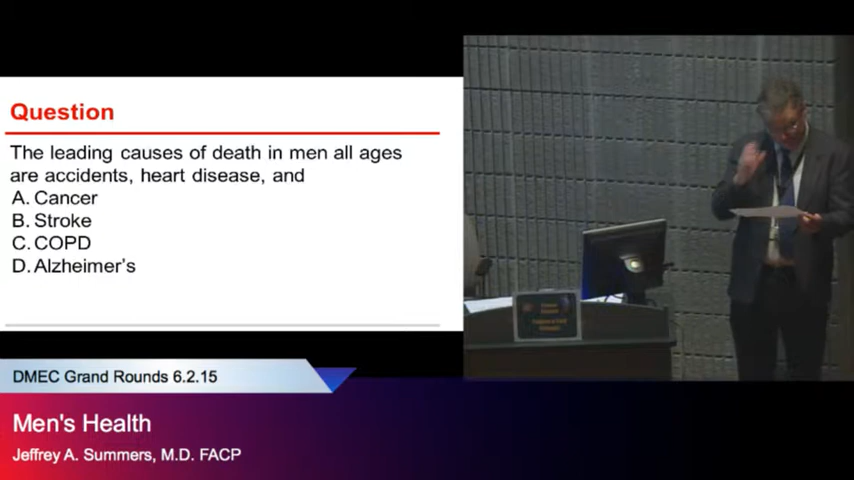 Question
The leading causes of death in men all ages
are accidents, heart disease, and
A. Cancer
B. Stroke
C. COPD
D. Alzheimer's
DMEC Grand Rounds 6.2.15
Men's Health
Jeffrey A. Summers, M.D. FACP